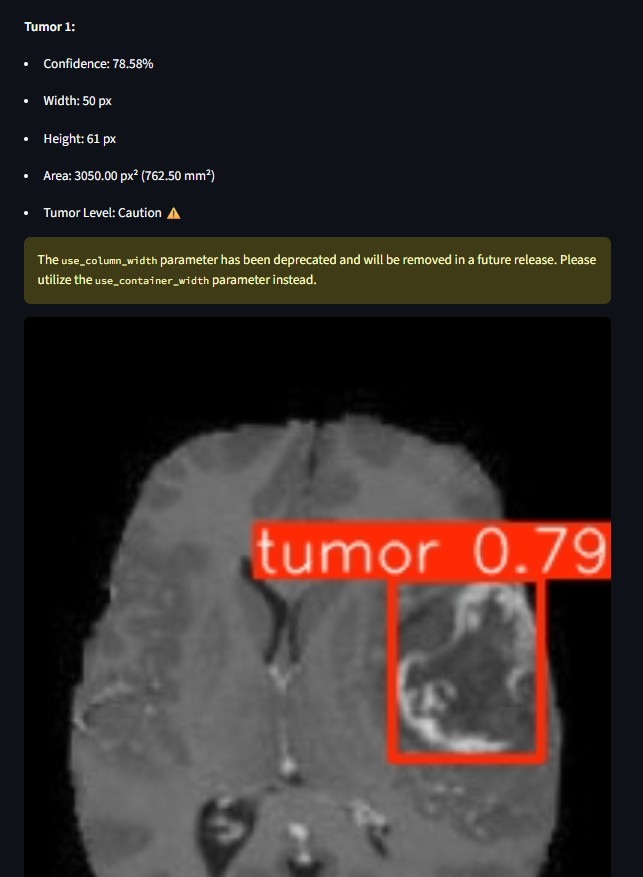 Tumor 1:
Confidence: 78.58%
Width: 50 px
Height: 61 px
Area: 3050.00 px² (762.50 mm²)
Tumor Level: Caution ⚠️
The use_column_width parameter has been deprecated and will be removed in a future release. Please
utilize the use_container_width parameter instead.
tumor 0.79